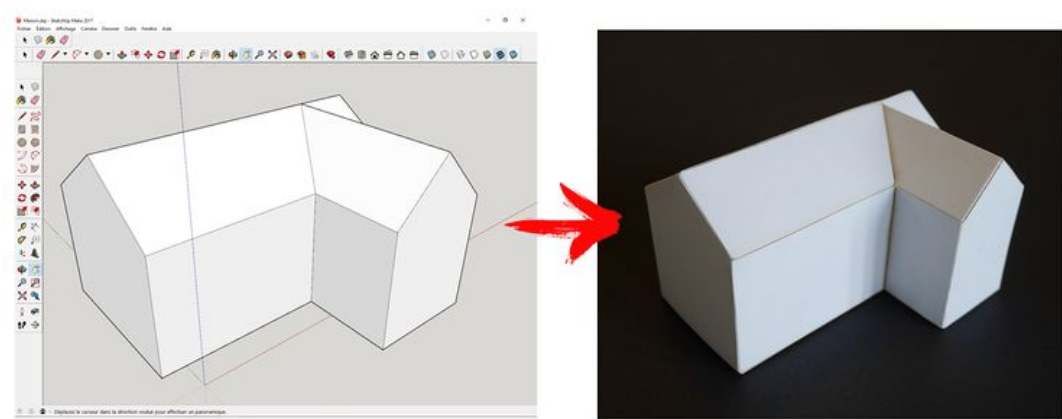 Maison.skp - SketchUp Make 2017
Fichier Édition Affichage Caméra Dessiner Outils Fenêtre Aide
Déplacez le curseur dans la direction voulue pour effectuer un panoramique.